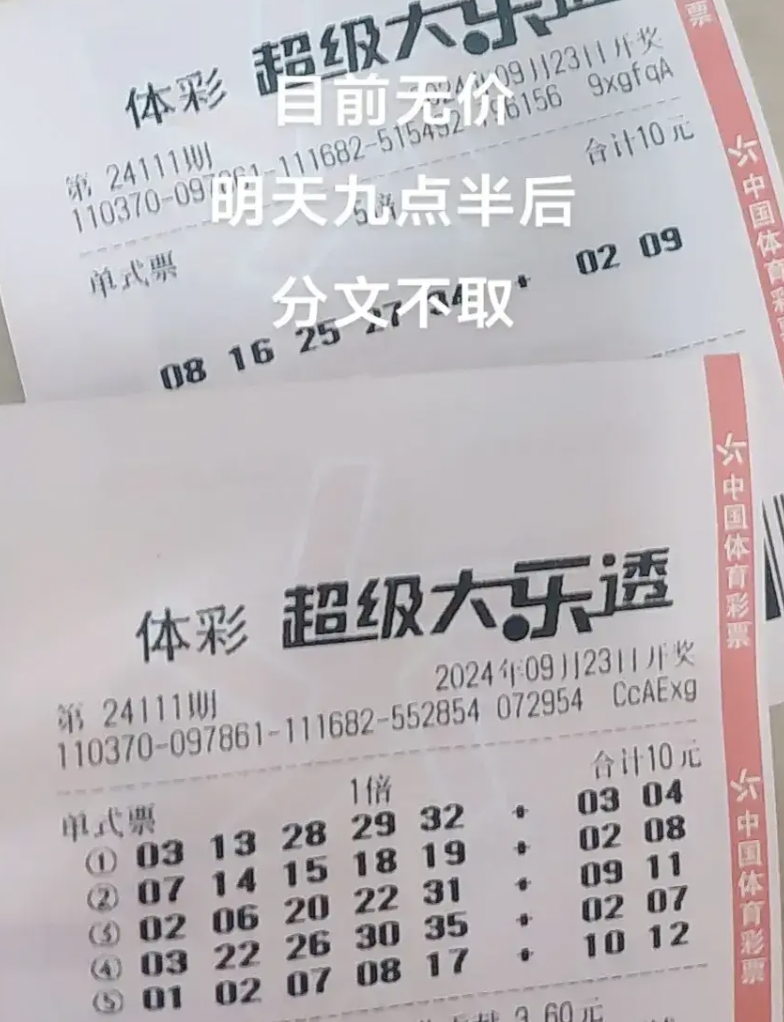 体彩 超级大乐透
目前无价
2024年09月23日开奖
第 24111期
110370-097861-111682-515492 196156 9xgfqA
明天九点半后
5倍
合计10元
单式票
分文不取
08 16 25 27 34 + 02 09
票
中国体育彩
体彩 超级大乐透
第 24111期
2024年09月23日开奖
110370-097861-111682-552854 072954 CcAExg
单式票
1倍
合计10元
① 03 13 28 29 32 + 03 04
② 07 14 15 18 19 + 02 08
③ 02 06 20 22 31 + 09 11
④ 03 22 26 30 35 + 02 07
⑤ 01 02 07 08 17 + 10 12
3.60元
中国体育彩票
中国体育彩票